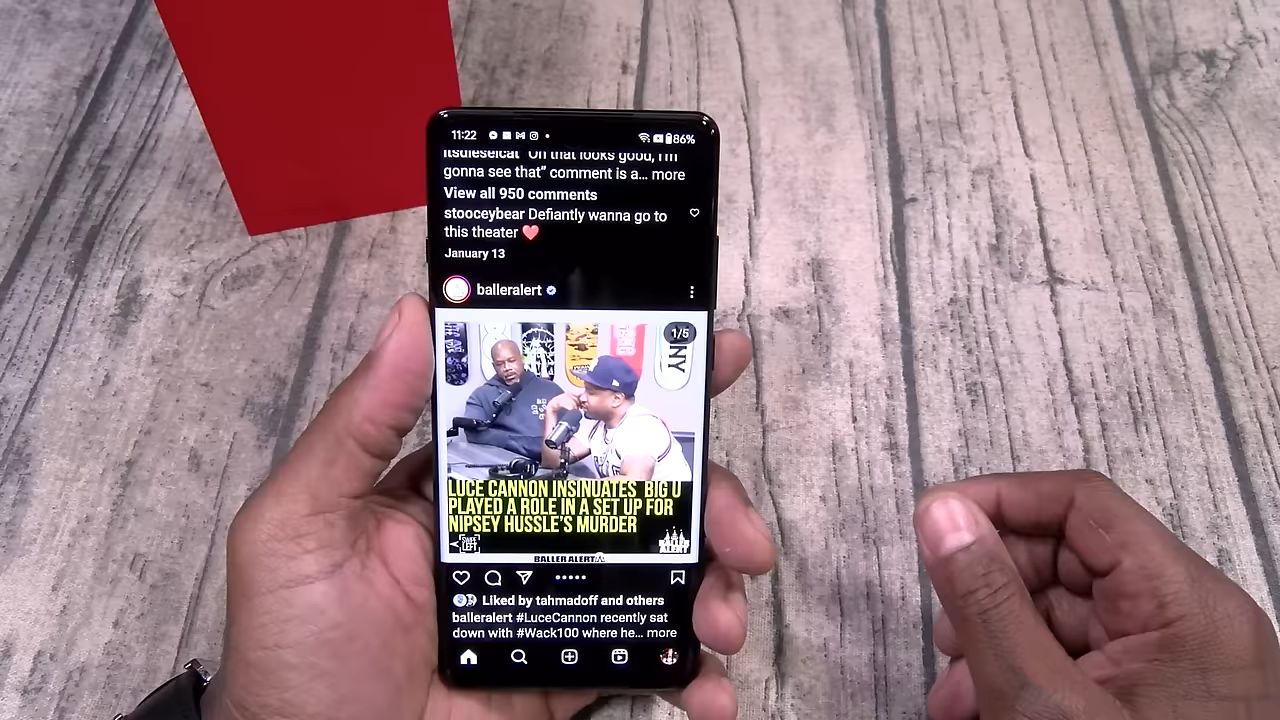 11:22
86%
itsdieselcat "Oh that looks good, I'm
gonna see that" comment is a... more
View all 950 comments
stooceybear Defiantly wanna go to
this theater ❤️
January 13
balleralert
1/5
NY
LUCE CANNON INSINUATES BIG U
PLAYED A ROLE IN A SET UP FOR
NIPSEY HUSSLE'S MURDER
SWIPE
LEFT
BALLER
ALERT
BALLERALERT
Liked by tahmadoff and others
balleralert #LuceCannon recently sat
down with #Wack100 where he... more